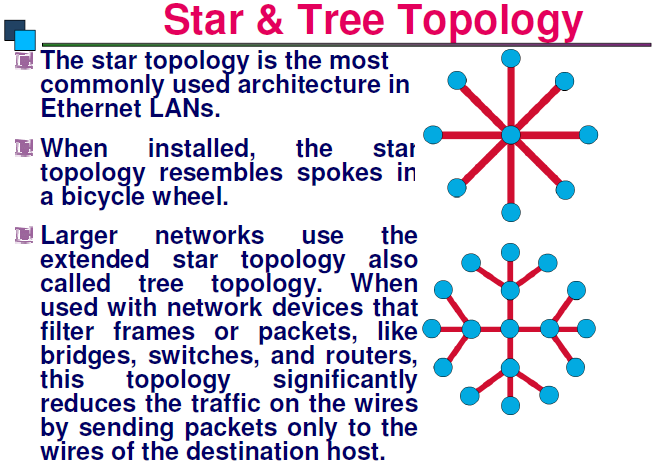 Star & Tree Topology
The star topology is the most
commonly used architecture in
Ethernet LANs.
When installed, the star
topology resembles spokes in
a bicycle wheel.
Larger networks use the
extended star topology also
called tree topology. When
used with network devices that
filter frames or packets, like
bridges, switches, and routers,
this topology significantly
reduces the traffic on the wires
by sending packets only to the
wires of the destination host.